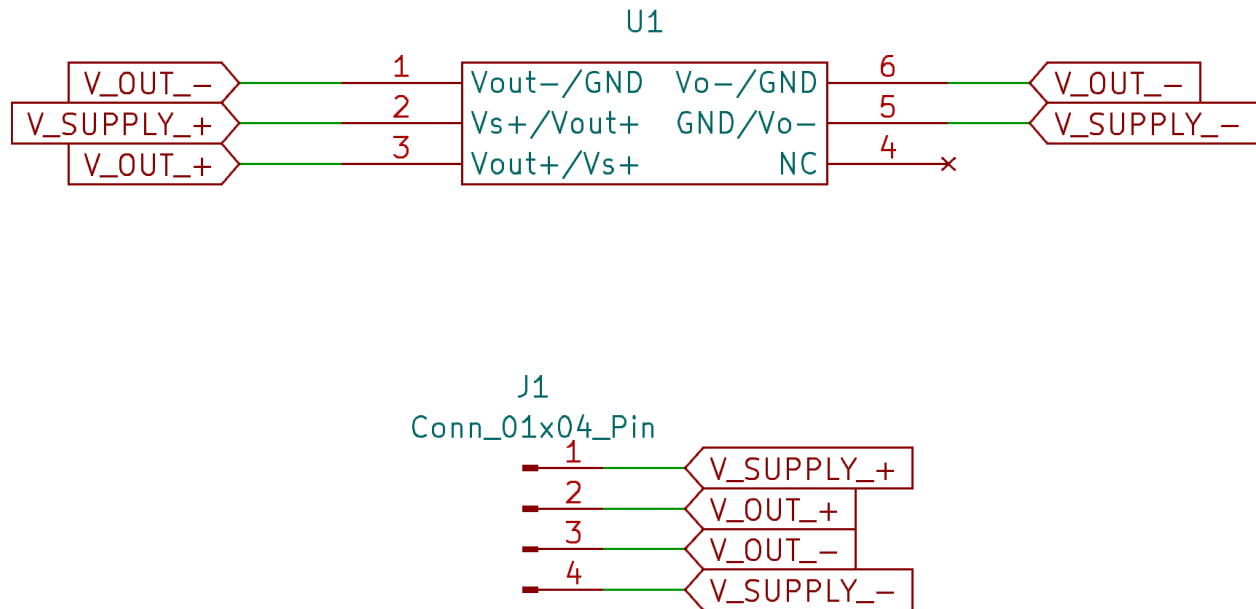 U1
V_OUT_- 1 Vout-/GND Vo-/GND 6 V_OUT_-
V_SUPPLY_+ 2 Vs+/Vout+ GND/Vo- 5 V_SUPPLY_-
V_OUT_+ 3 Vout+/Vs+ NC 4
J1
Conn_01x04_Pin
1 V_SUPPLY_+
2 V_OUT_+
3 V_OUT_-
4 V_SUPPLY_-